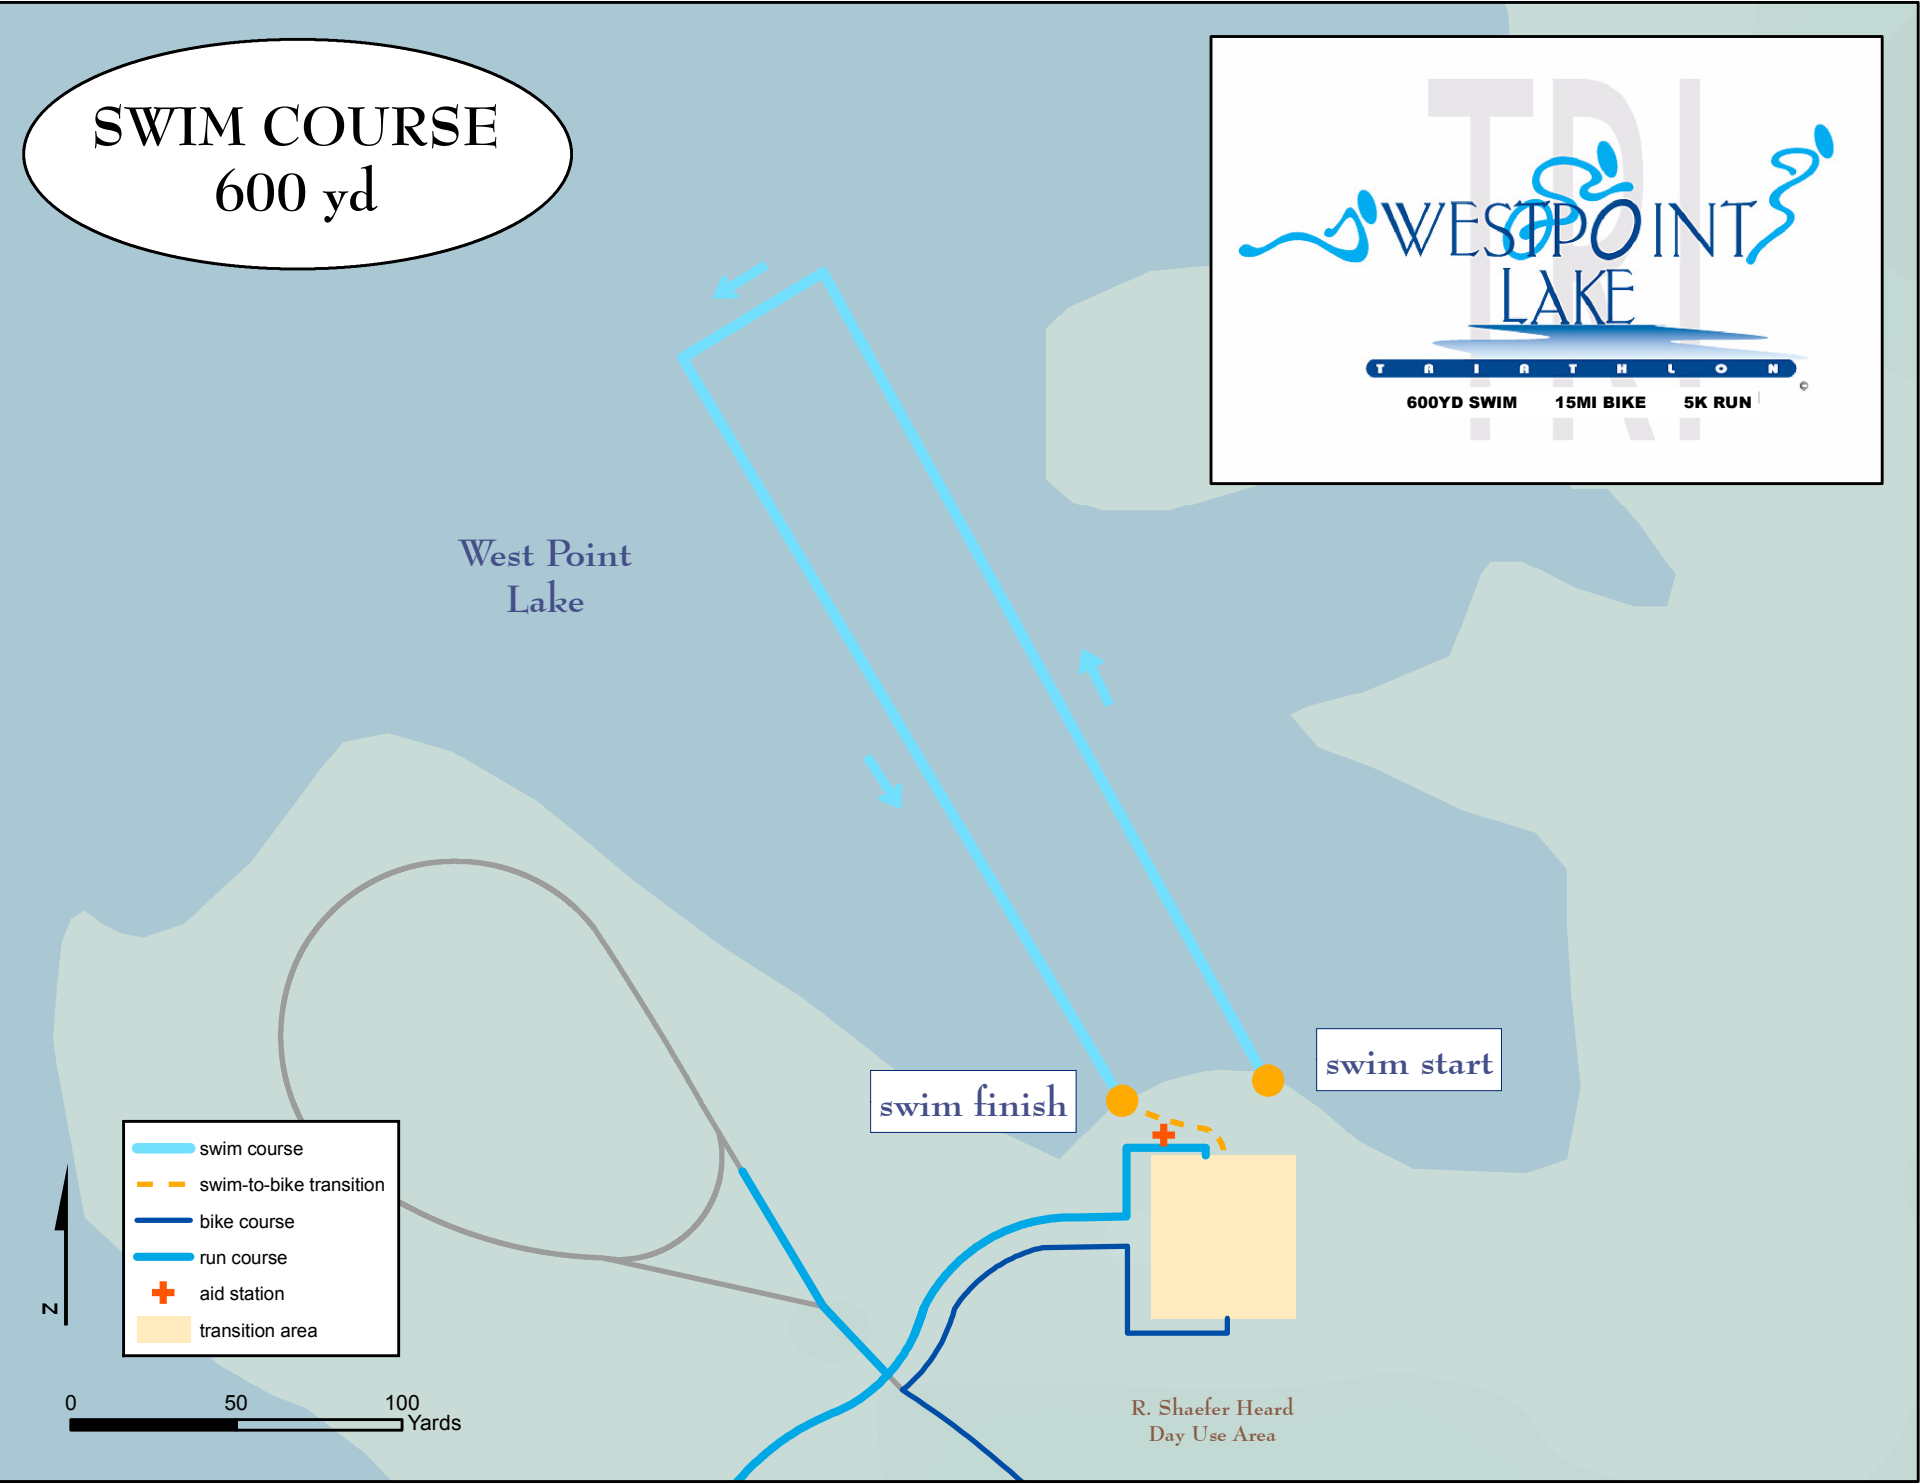 SWIM COURSE
600 yd
TRI
WESTPOINT
LAKE
TRIATHLON
©
600YD SWIM 15MI BIKE 5K RUN
West Point
Lake
swim start
swim finish
swim course
swim-to-bike transition
bike course
run course
aid station
transition area
N
0 50 100
Yards
R. Shaefer Heard
Day Use Area